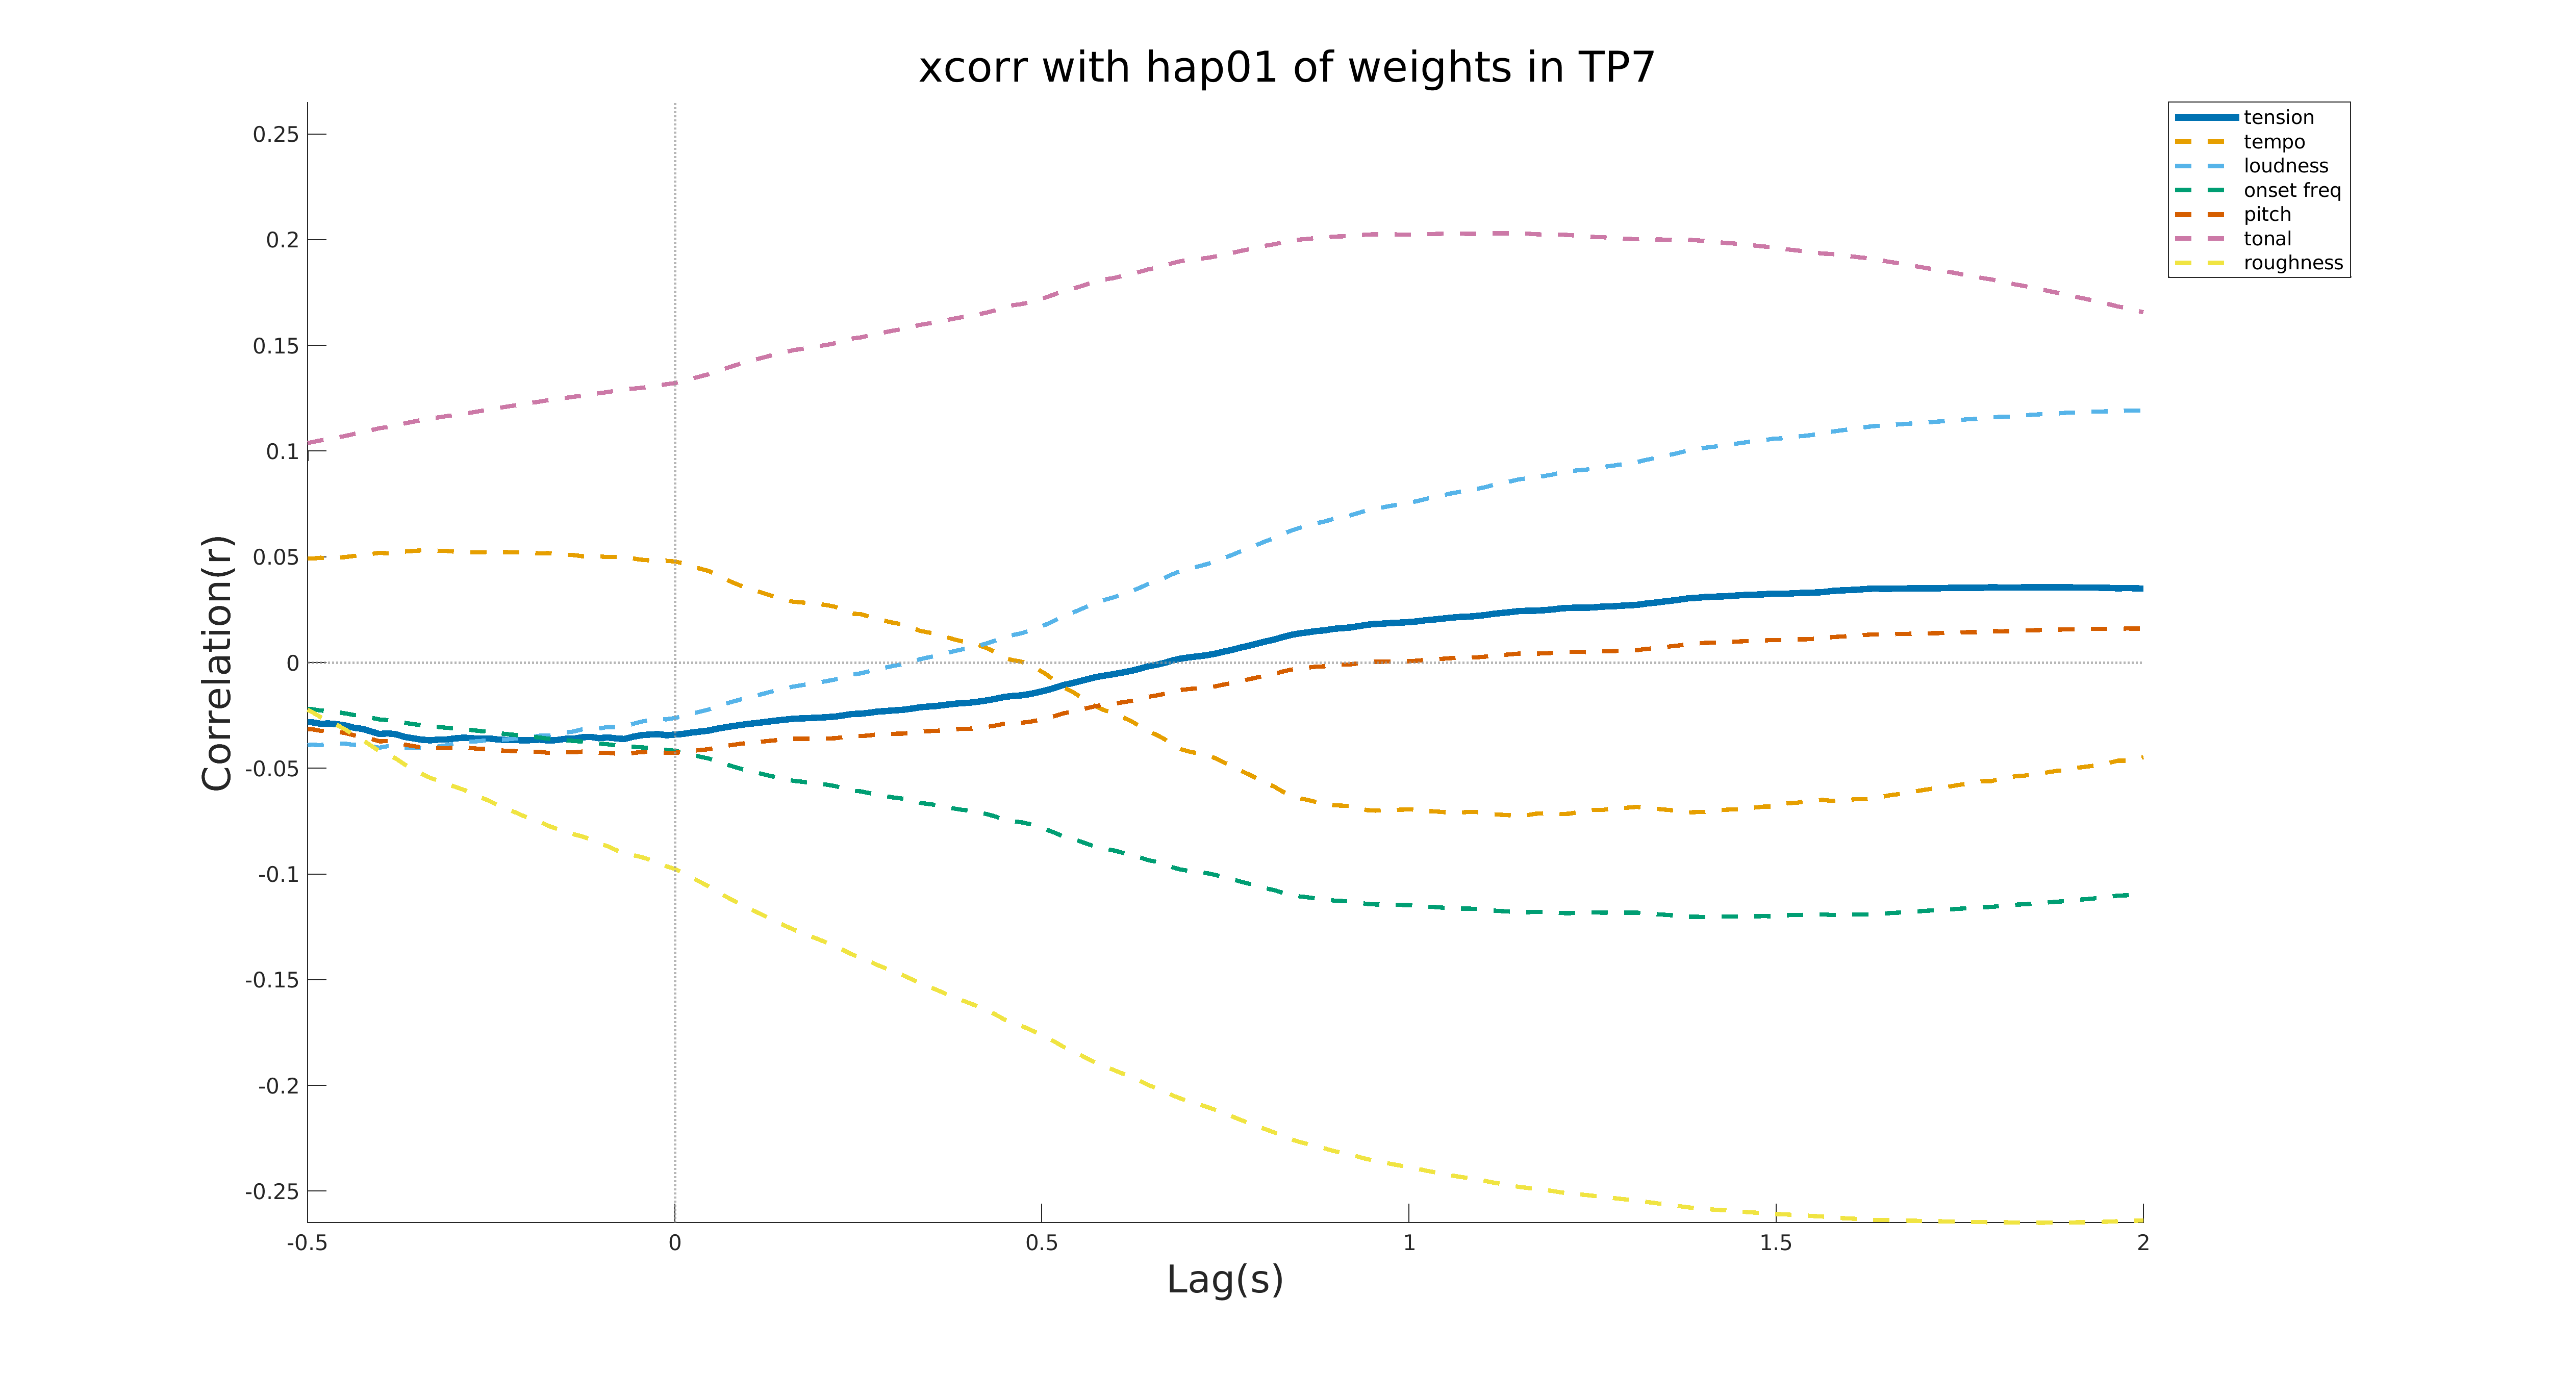 xcorr with hap01 of weights in TP7
tension
tempo
loudness
onset freq
pitch
tonal
roughness
Correlation(r)
0.25
0.2
0.15
0.1
0.05
0
-0.05
-0.1
-0.15
-0.2
-0.25
-0.5 0 0.5 1 1.5 2
Lag(s)